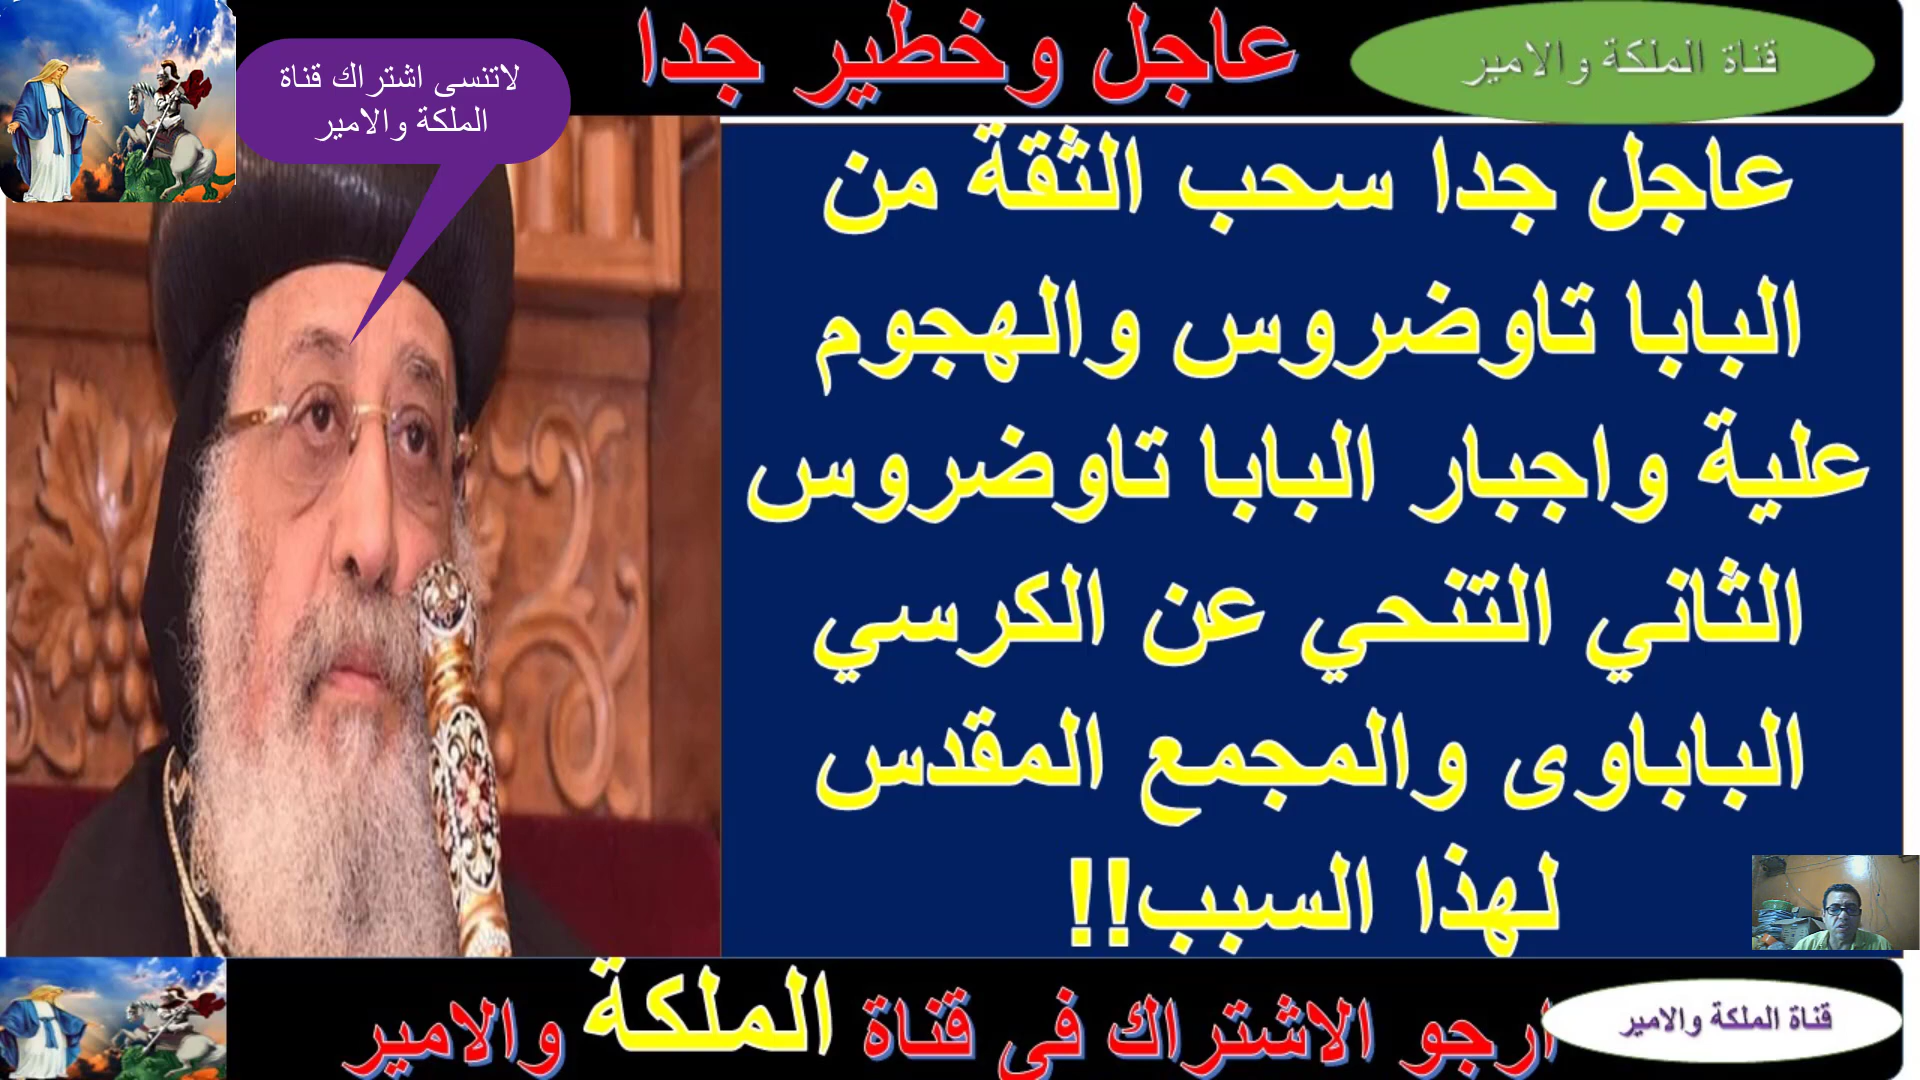 عاجل وخطير جدا
قناة الملكة والامير
لاتنسى اشتراك قناة
الملكة والامير
عاجل جدا سحب الثقة من
البابا تاوضروس والهجوم
علية واجبار البابا تاوضروس
الثاني التنحي عن الكرسي
الباباوى والمجمع المقدس
لهذا السبب!!
ارجو الاشتراك فى قناة الملكة والامير
قناة الملكة والامير